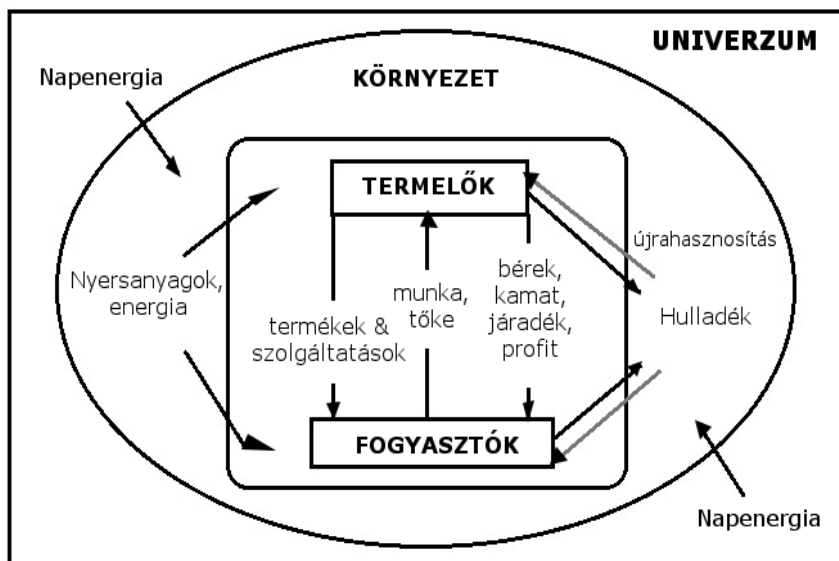 UNIVERZUM
KÖRNYEZET
Napenergia
TERMELŐK
újrahasznosítás
Nyersanyagok,
energia
termékek &
szolgáltatások
munka,
tőke
bérek,
kamat,
járadék,
profit
Hulladék
FOGYASZTÓK
Napenergia